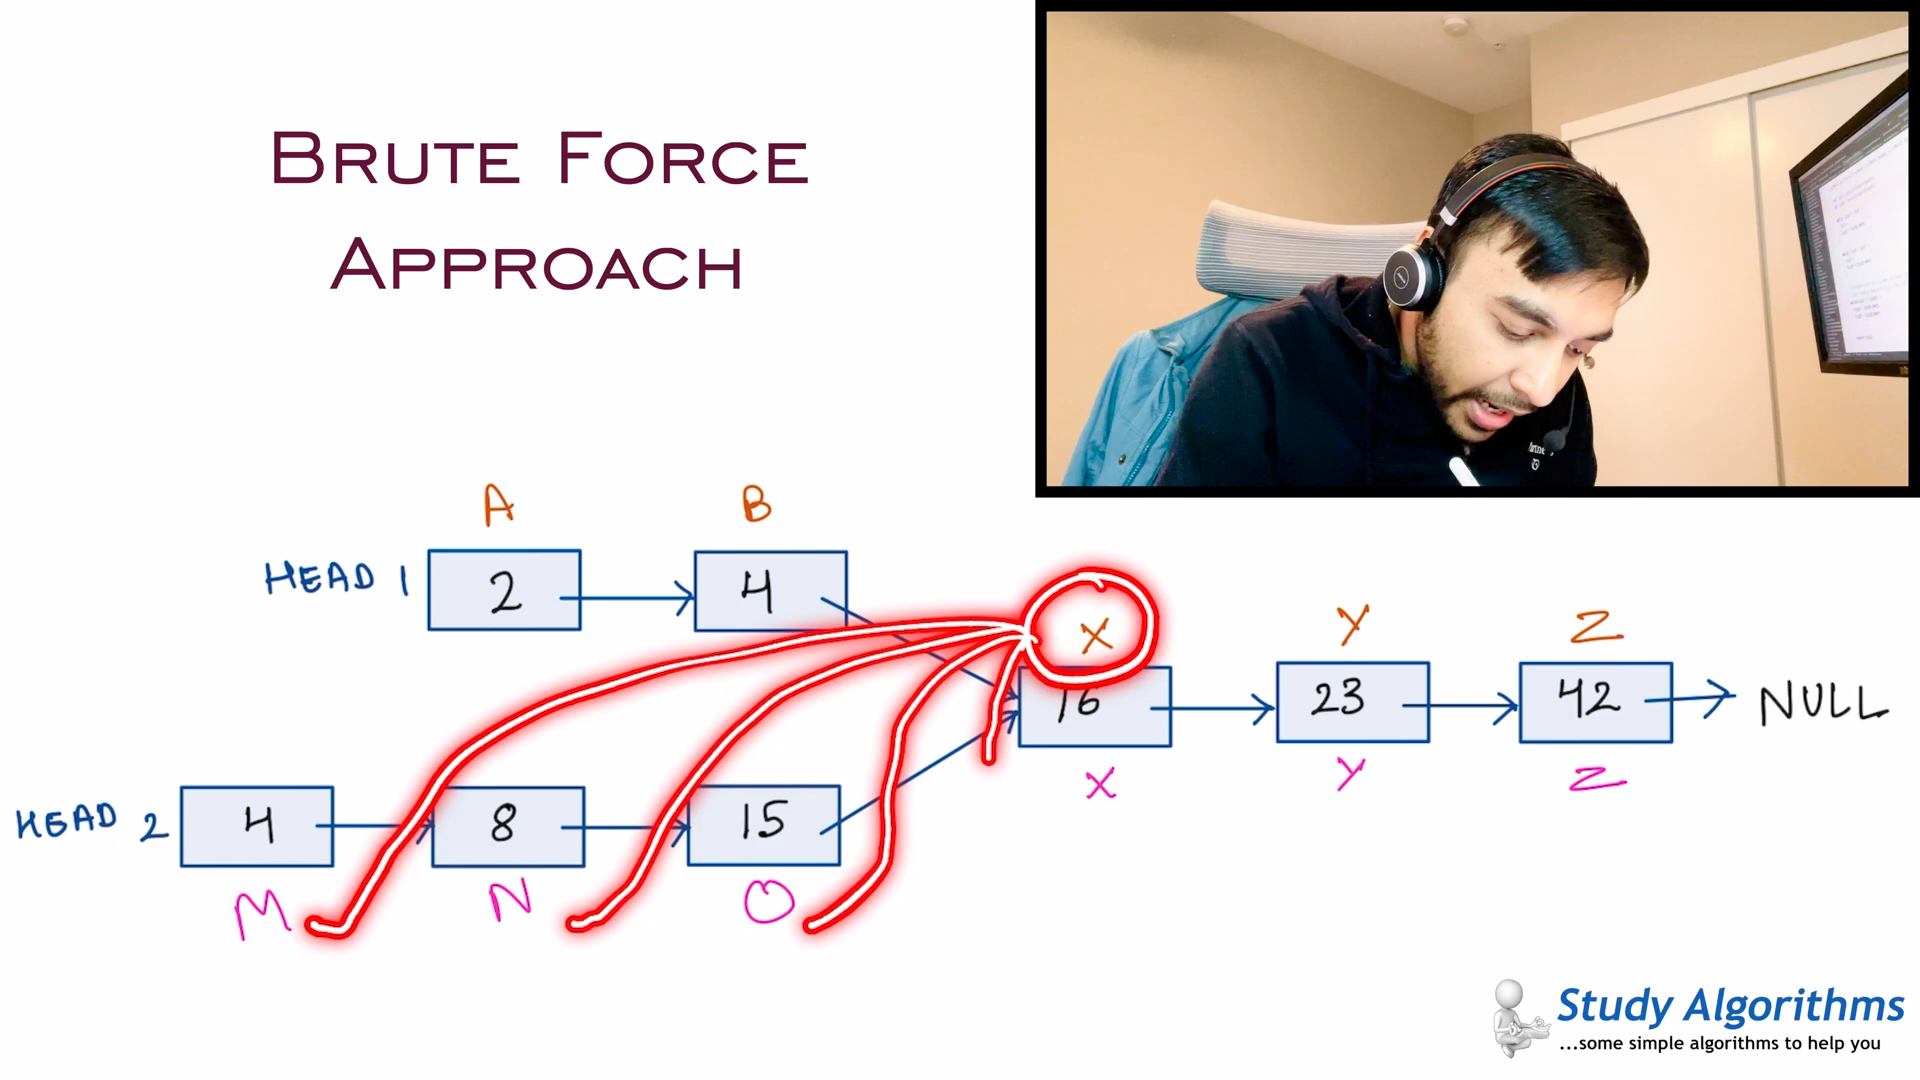 BRUTE FORCE
APPROACH
A B
HEAD 1 2 4
X Y Z
16 23 42 NULL
X Y Z
HEAD 2 4 8 15
M N O
Study Algorithms
...some simple algorithms to help you